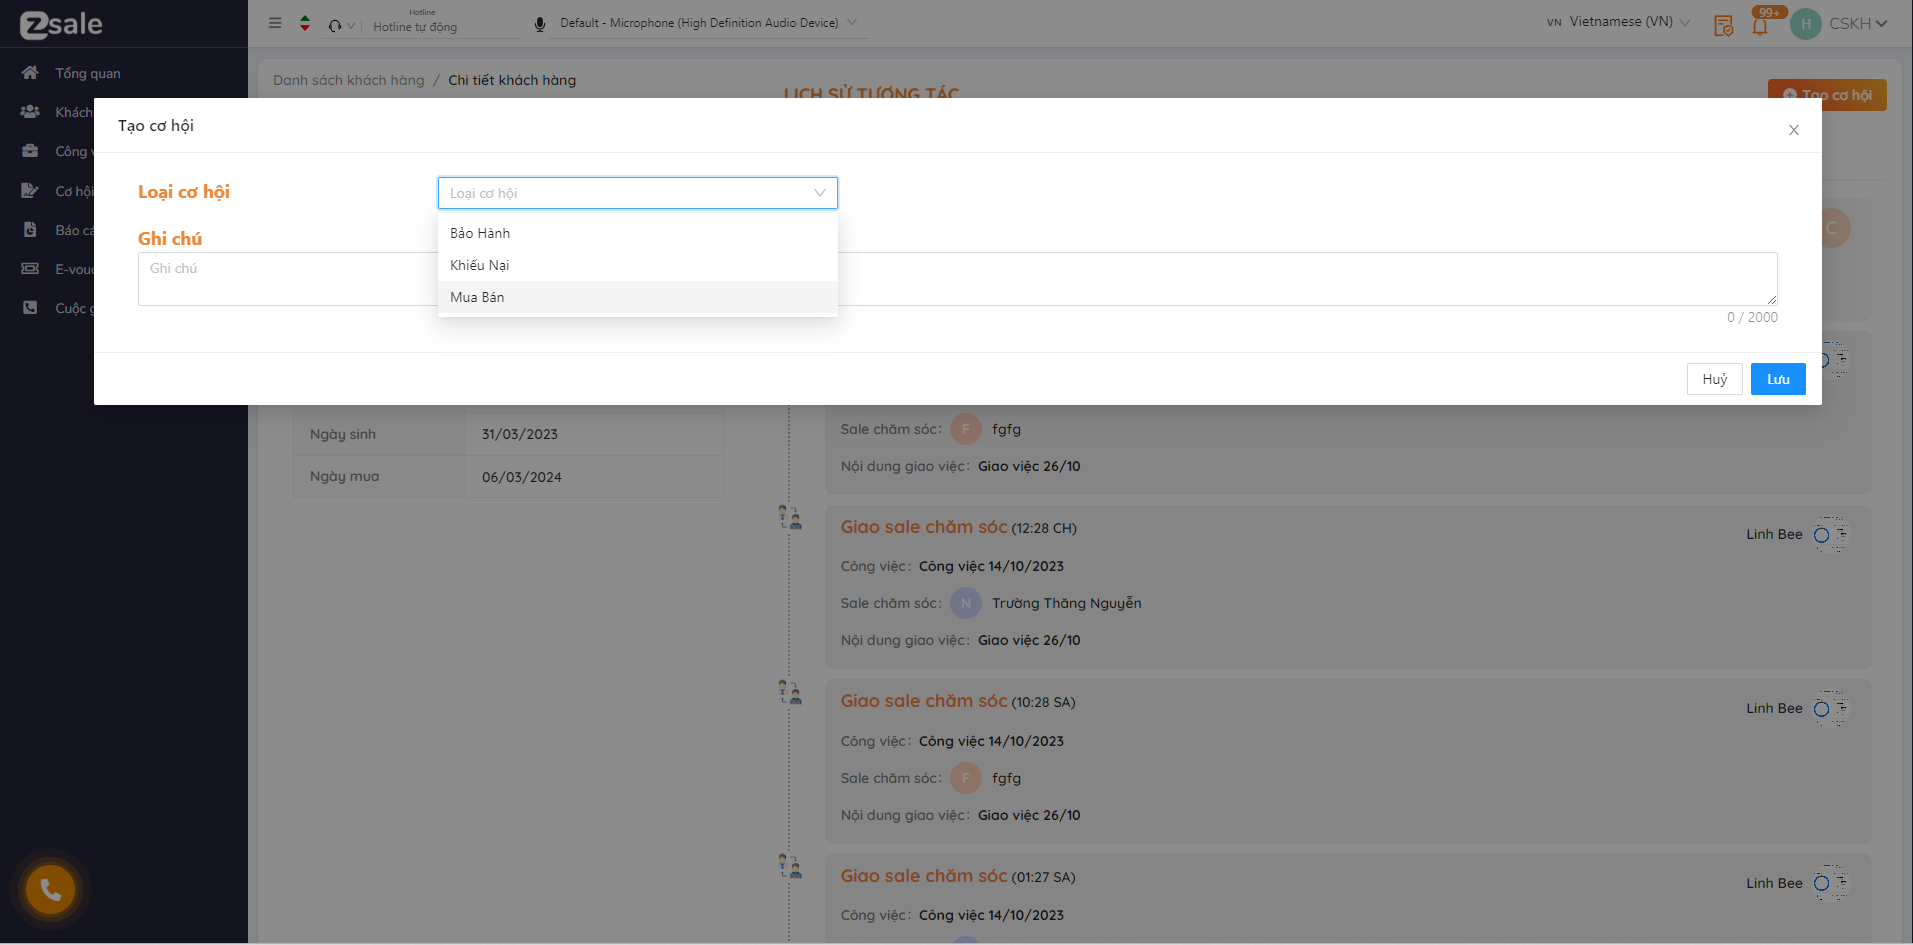 zsale
Hotline
Hotline tự động
Default - Microphone (High Definition Audio Device)
VN Vietnamese (VN)
99+
H CSKH
Tổng quan
Khách
Công v
Cơ hội
Báo cá
E-vouc
Cuộc g
Danh sách khách hàng / Chi tiết khách hàng
LỊCH SỬ TƯƠNG TÁC
Tạo cơ hội
Tạo cơ hội
Loại cơ hội
Loại cơ hội
Bảo Hành
Khiếu Nại
Mua Bán
Ghi chú
Ghi chú
0 / 2000
Huỷ
Lưu
C
Ngày sinh 31/03/2023
Ngày mua 06/03/2024
Sale chăm sóc: F fgfg
Nội dung giao việc: Giao việc 26/10
Giao sale chăm sóc (12:28 CH)
Linh Bee
Công việc: Công việc 14/10/2023
Sale chăm sóc: N Trường Thăng Nguyễn
Nội dung giao việc: Giao việc 26/10
Giao sale chăm sóc (10:28 SA)
Linh Bee
Công việc: Công việc 14/10/2023
Sale chăm sóc: F fgfg
Nội dung giao việc: Giao việc 26/10
Giao sale chăm sóc (01:27 SA)
Linh Bee
Công việc: Công việc 14/10/2023